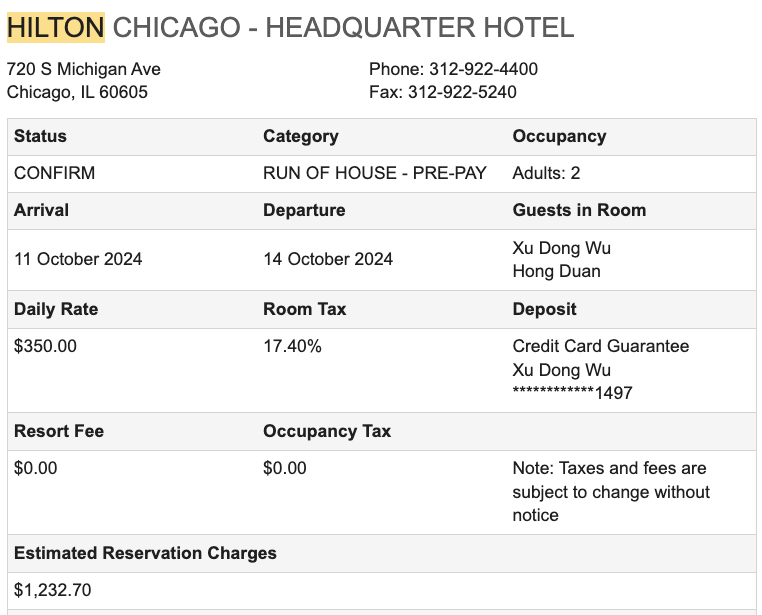 HILTON CHICAGO - HEADQUARTER HOTEL
720 S Michigan Ave
Chicago, IL 60605
Phone: 312-922-4400
Fax: 312-922-5240
Status Category Occupancy
CONFIRM RUN OF HOUSE - PRE-PAY Adults: 2
Arrival Departure Guests in Room
11 October 2024 14 October 2024 Xu Dong Wu
Hong Duan
Daily Rate Room Tax Deposit
$350.00 17.40% Credit Card Guarantee
Xu Dong Wu
************1497
Resort Fee Occupancy Tax
$0.00 $0.00 Note: Taxes and fees are
subject to change without
notice
Estimated Reservation Charges
$1,232.70